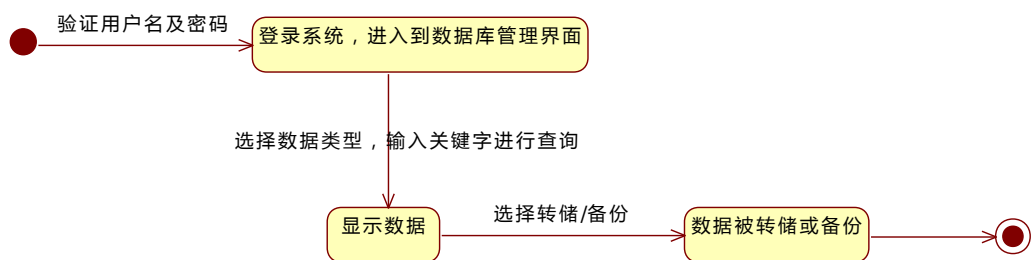 验证用户名及密码
登录系统，进入到数据库管理界面
选择数据类型，输入关键字进行查询
显示数据
选择转储/备份
数据被转储或备份